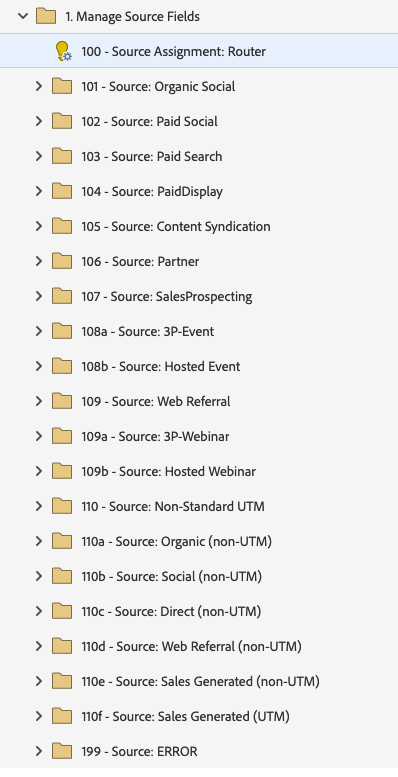 1. Manage Source Fields
100 - Source Assignment: Router
101 - Source: Organic Social
102 - Source: Paid Social
103 - Source: Paid Search
104 - Source: PaidDisplay
105 - Source: Content Syndication
106 - Source: Partner
107 - Source: SalesProspecting
108a - Source: 3P-Event
108b - Source: Hosted Event
109 - Source: Web Referral
109a - Source: 3P-Webinar
109b - Source: Hosted Webinar
110 - Source: Non-Standard UTM
110a - Source: Organic (non-UTM)
110b - Source: Social (non-UTM)
110c - Source: Direct (non-UTM)
110d - Source: Web Referral (non-UTM)
110e - Source: Sales Generated (non-UTM)
110f - Source: Sales Generated (UTM)
199 - Source: ERROR